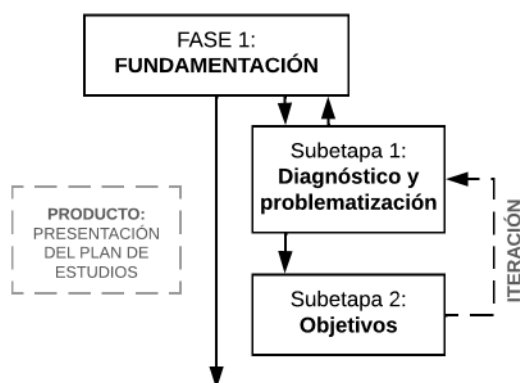 FASE 1:
FUNDAMENTACIÓN
Subetapa 1:
Diagnóstico y
problematización
PRODUCTO:
PRESENTACIÓN
DEL PLAN DE
ESTUDIOS
ITERACIÓN
Subetapa 2:
Objetivos